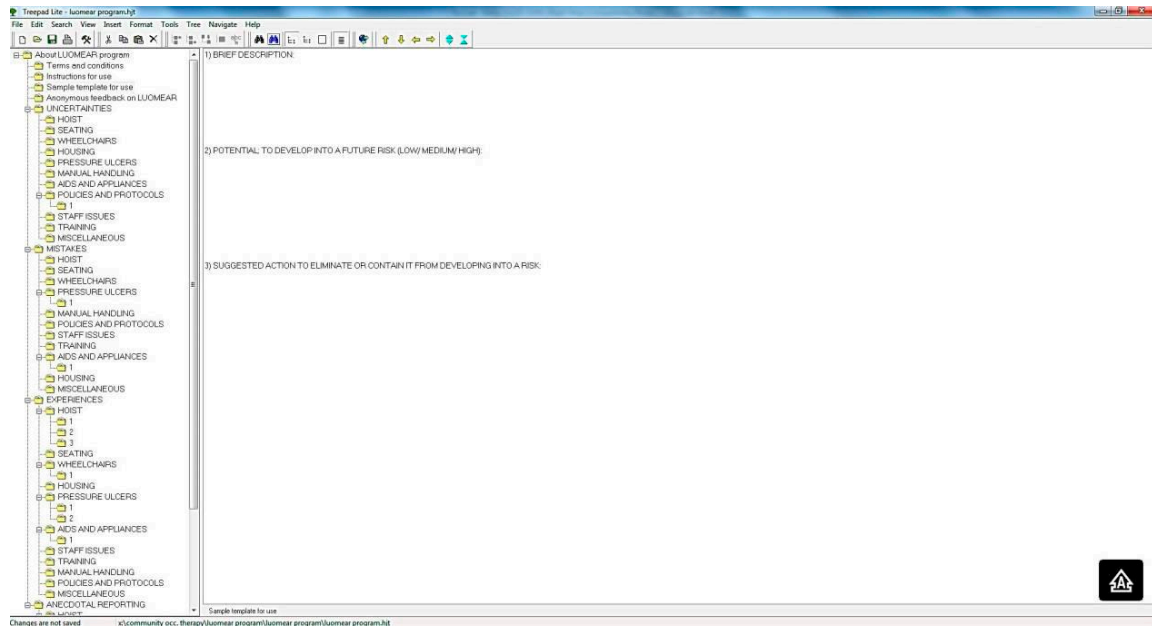 Treepad Lite - luomear program.hjt
File Edit Search View Insert Format Tools Tree Navigate Help
About LUOMEAR program
Terms and conditions
Instructions for use
Sample template for use
Anonymous feedback on LUOMEAR
UNCERTAINTIES
HOIST
SEATING
WHEELCHAIRS
HOUSING
PRESSURE ULCERS
MANUAL HANDLING
AIDS AND APPLIANCES
POLICIES AND PROTOCOLS
1
STAFF ISSUES
TRAINING
MISCELLANEOUS
MISTAKES
HOIST
SEATING
WHEELCHAIRS
PRESSURE ULCERS
1
MANUAL HANDLING
POLICIES AND PROTOCOLS
STAFF ISSUES
TRAINING
AIDS AND APPLIANCES
1
HOUSING
MISCELLANEOUS
EXPERIENCES
HOIST
1
2
3
SEATING
WHEELCHAIRS
1
HOUSING
PRESSURE ULCERS
1
2
AIDS AND APPLIANCES
1
STAFF ISSUES
TRAINING
MANUAL HANDLING
POLICIES AND PROTOCOLS
MISCELLANEOUS
ANECDOTAL REPORTING
HOIST
1) BRIEF DESCRIPTION:
2) POTENTIAL, TO DEVELOP INTO A FUTURE RISK (LOW/ MEDIUM/ HIGH):
3) SUGGESTED ACTION TO ELIMINATE OR CONTAIN IT FROM DEVELOPING INTO A RISK:
A
Sample template for use
Changes are not saved x:\community occ. therapy\luomear program\luomear program\luomear program.hjt